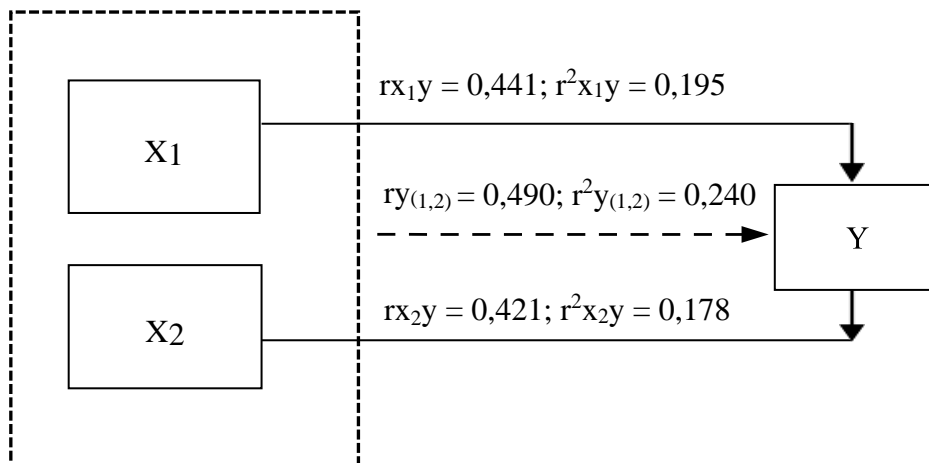 rx₁y = 0,441; r²x₁y = 0,195
X1
ry₍₁,₂₎ = 0,490; r²y₍₁,₂₎ = 0,240
Y
rx₂y = 0,421; r²x₂y = 0,178
X2